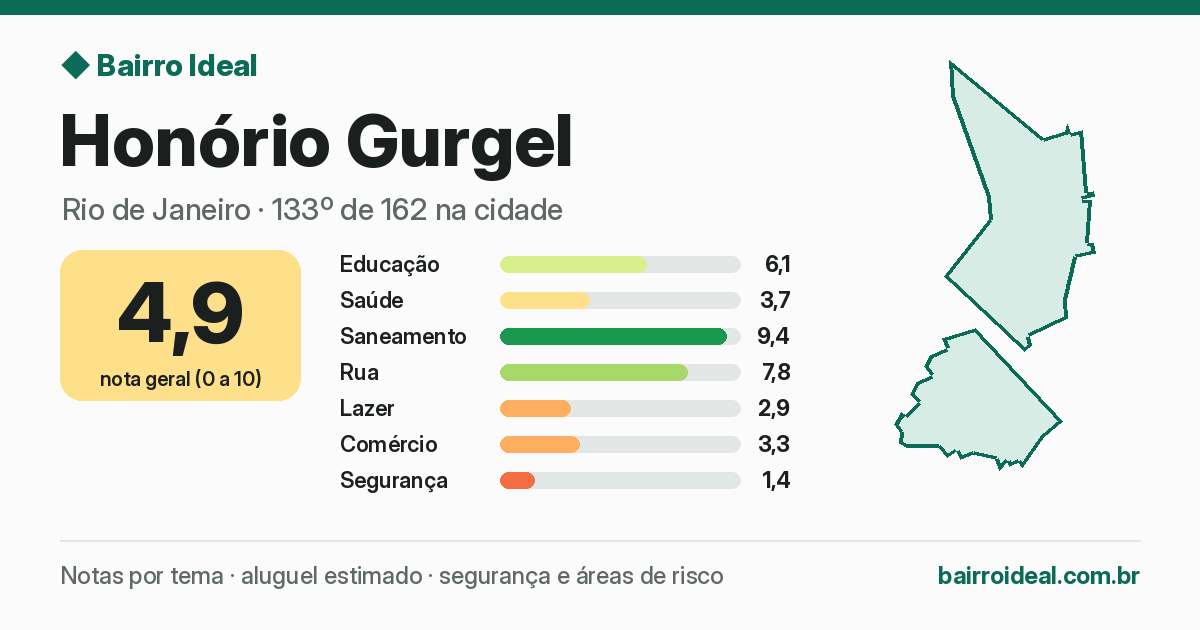 Bairro Ideal
Honório Gurgel
Rio de Janeiro · 133º de 162 na cidade
4,9
nota geral (0 a 10)
Educação 6,1
Saúde 3,7
Saneamento 9,4
Rua 7,8
Lazer 2,9
Comércio 3,3
Segurança 1,4
Notas por tema · aluguel estimado · segurança e áreas de risco
bairroideal.com.br